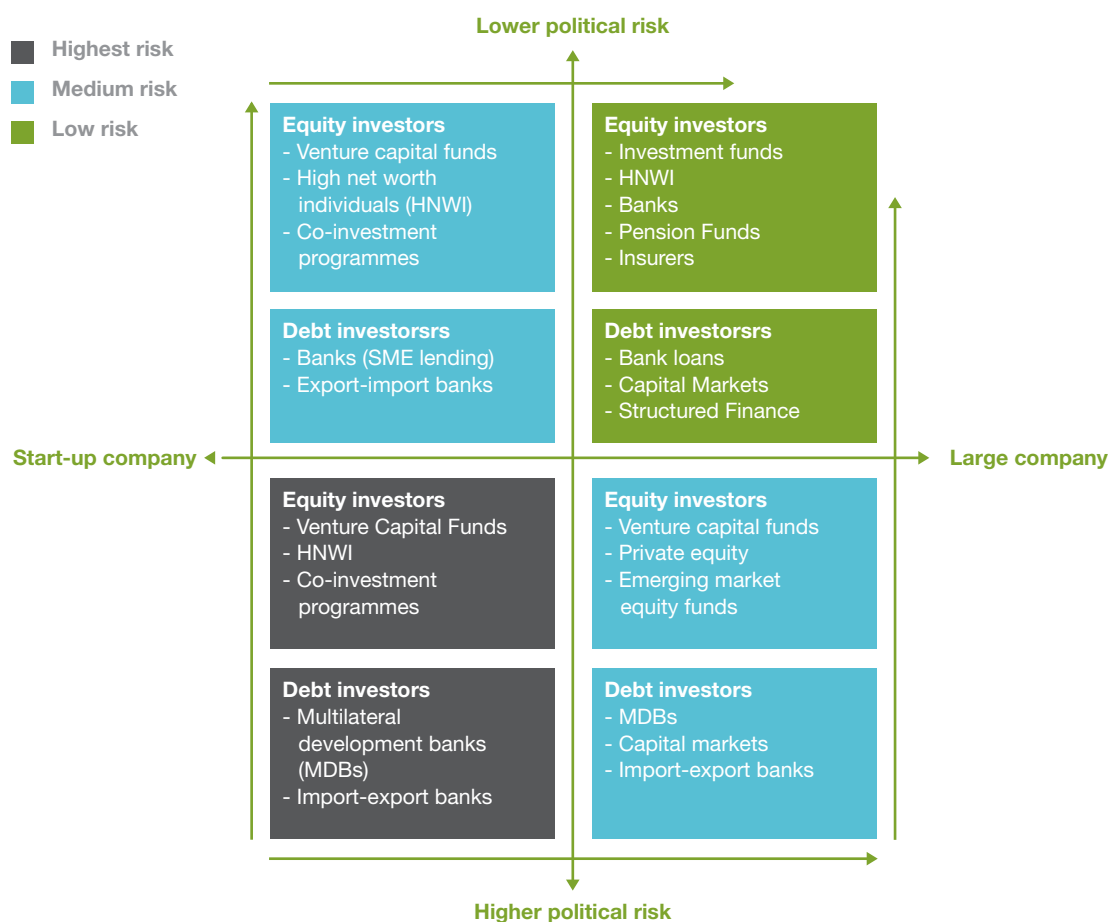 Lower political risk
Highest risk
Medium risk
Low risk
Equity investors
- Venture capital funds
- High net worth
individuals (HNWI)
- Co-investment
programmes
Equity investors
- Investment funds
- HNWI
- Banks
- Pension Funds
- Insurers
Debt investorsrs
- Banks (SME lending)
- Export-import banks
Debt investorsrs
- Bank loans
- Capital Markets
- Structured Finance
Start-up company
Large company
Equity investors
- Venture Capital Funds
- HNWI
- Co-investment
programmes
Equity investors
- Venture capital funds
- Private equity
- Emerging market
equity funds
Debt investors
- Multilateral
development banks
(MDBs)
- Import-export banks
Debt investors
- MDBs
- Capital markets
- Import-export banks
Higher political risk